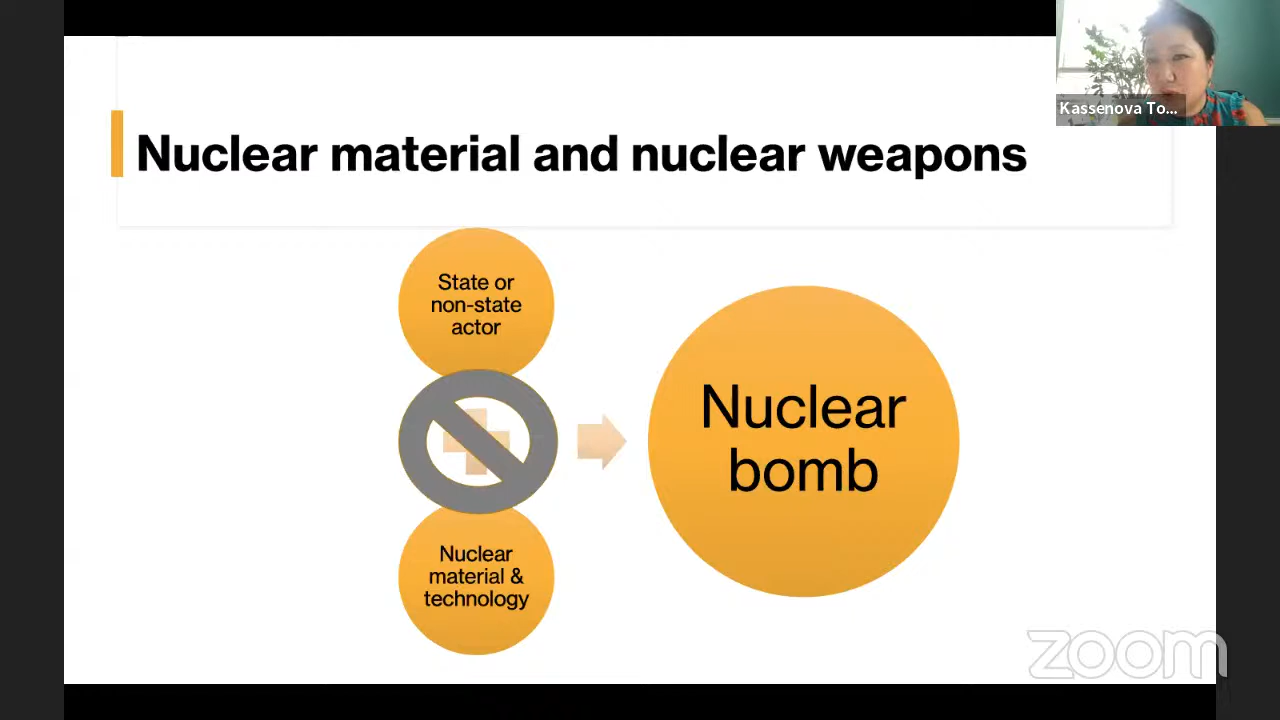 Kassenova To...
Nuclear material and nuclear weapons
State or
non-state
actor
Nuclear
bomb
Nuclear
material &
technology
zoom